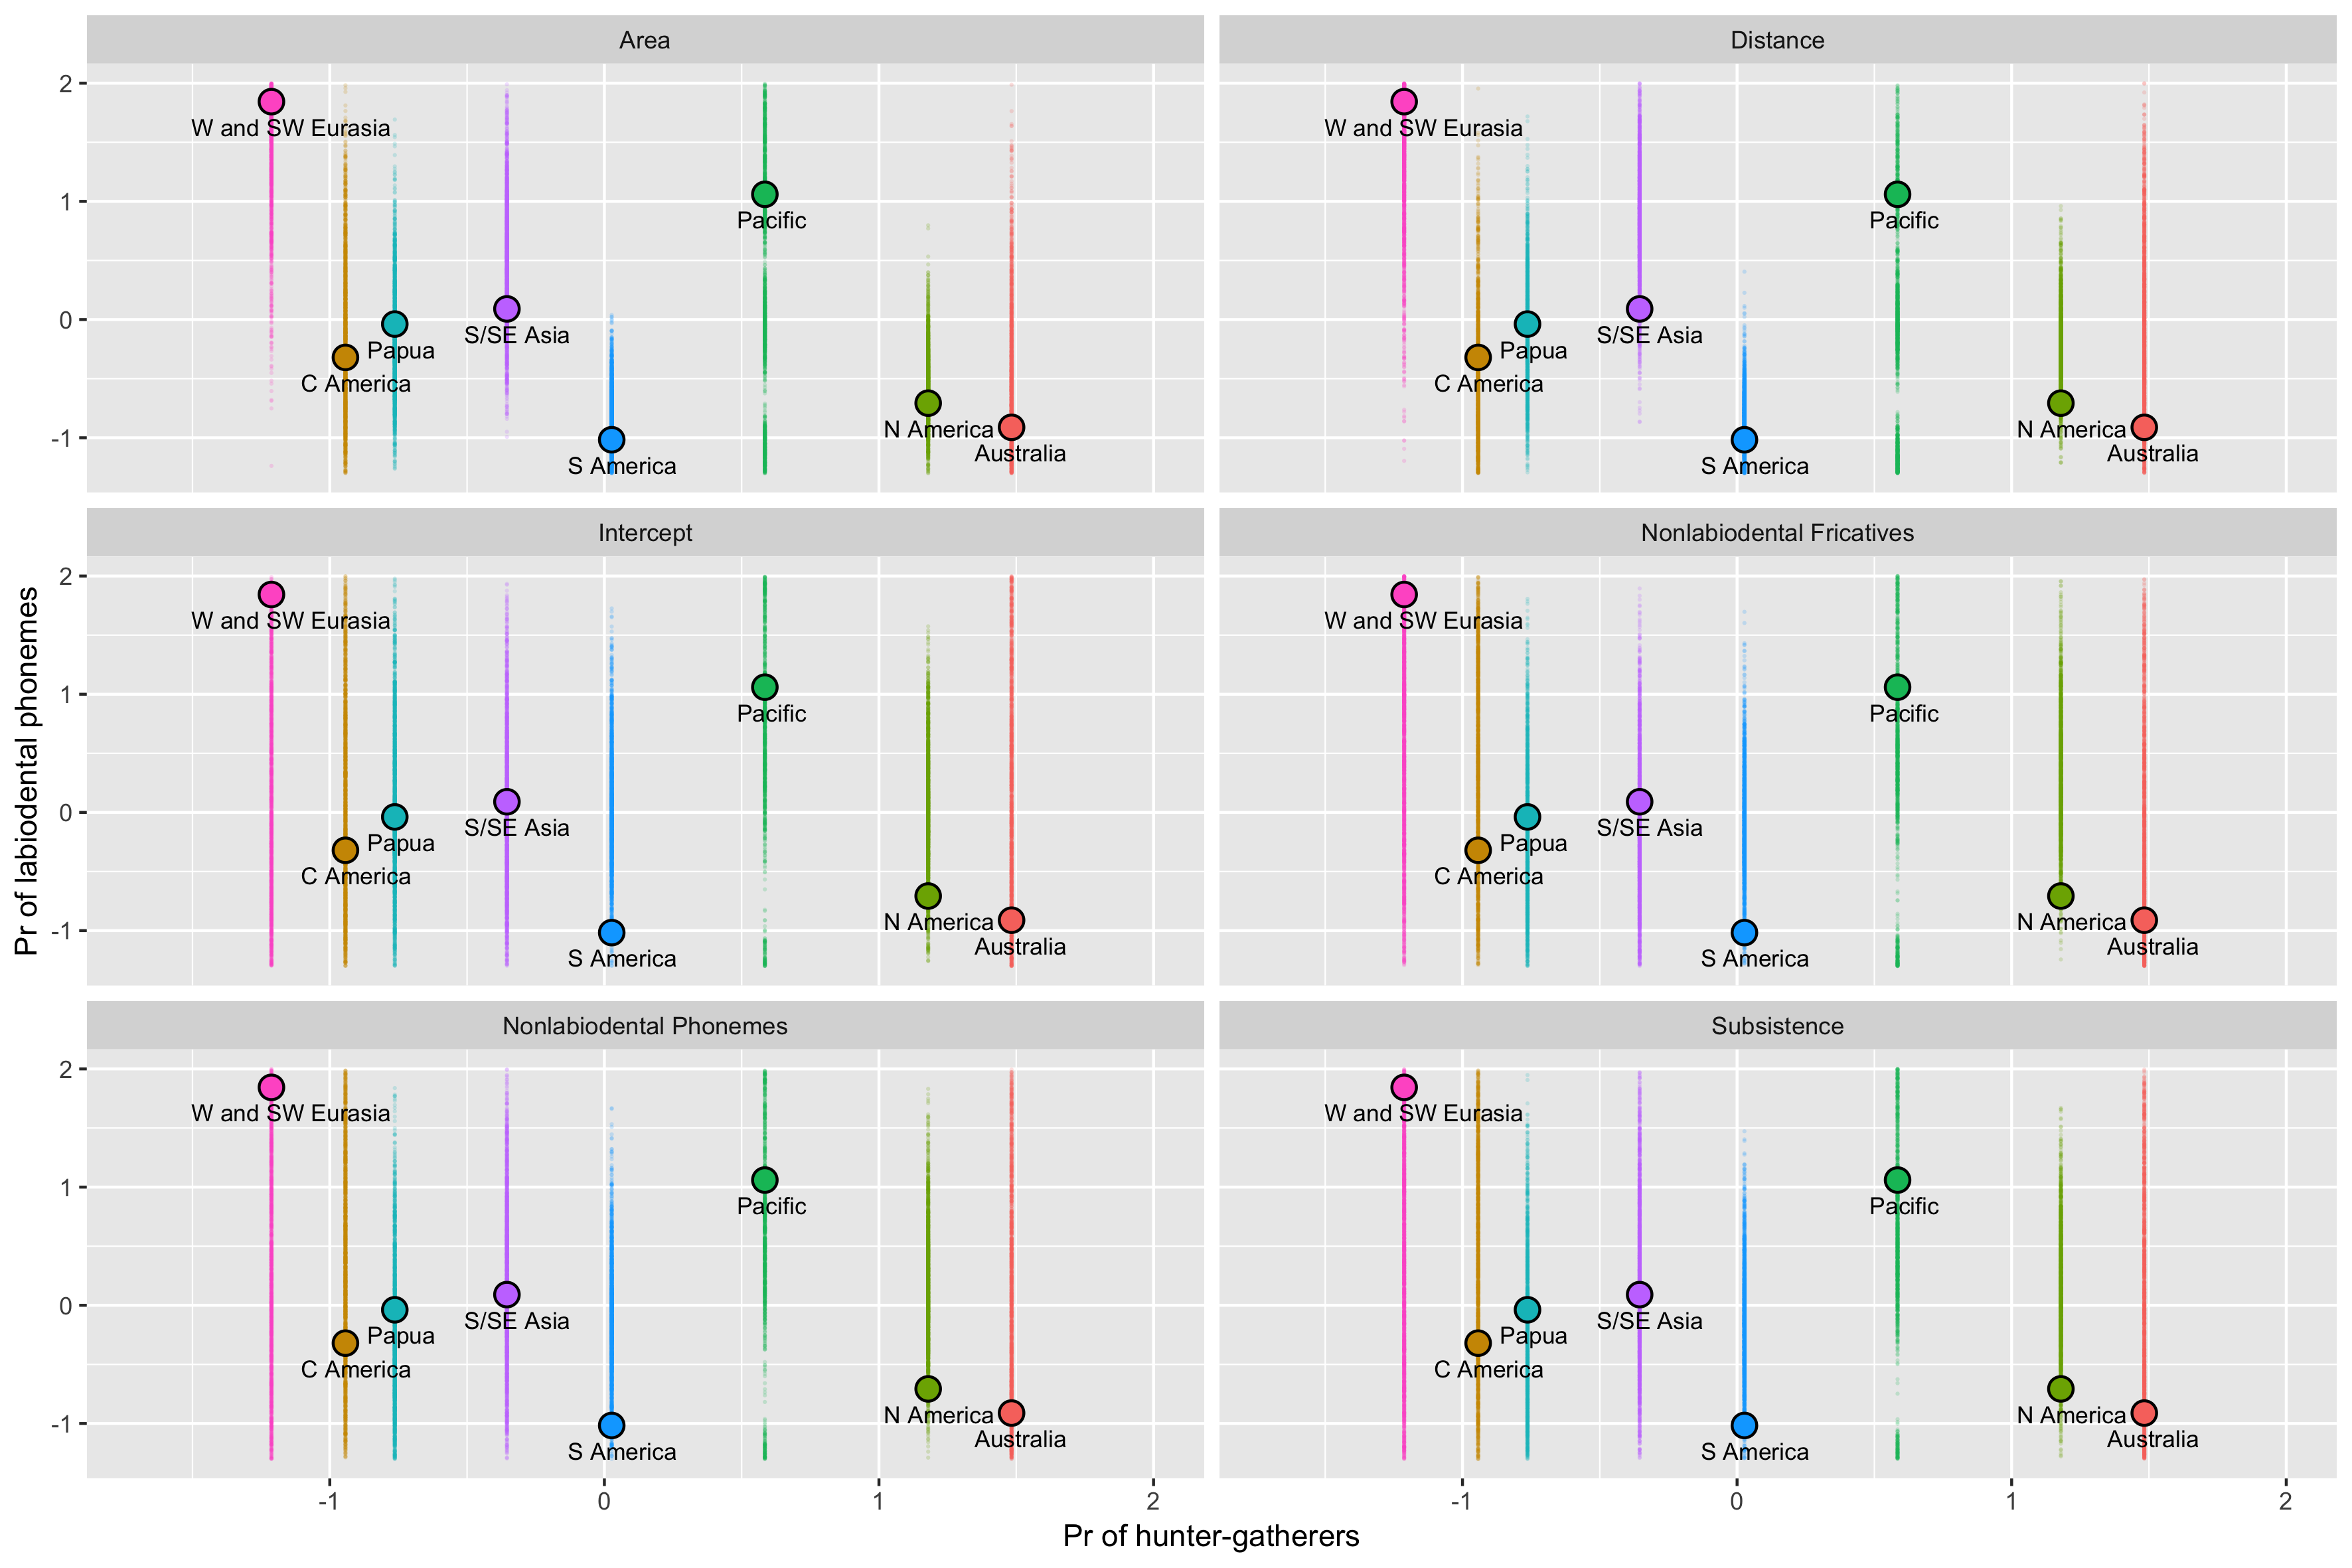 Area
Distance
2
1
0
-1
W and SW Eurasia
Pacific
S/SE Asia
Papua
C America
N America
Australia
S America
W and SW Eurasia
Pacific
S/SE Asia
Papua
C America
N America
Australia
S America
Intercept
Nonlabiodental Fricatives
Pr of labiodental phonemes
2
1
0
-1
W and SW Eurasia
Pacific
S/SE Asia
Papua
C America
N America
Australia
S America
W and SW Eurasia
Pacific
S/SE Asia
Papua
C America
N America
Australia
S America
Nonlabiodental Phonemes
Subsistence
2
1
0
-1
W and SW Eurasia
Pacific
S/SE Asia
Papua
C America
N America
Australia
S America
W and SW Eurasia
Pacific
S/SE Asia
Papua
C America
N America
Australia
S America
-1 0 1 2
-1 0 1 2
Pr of hunter-gatherers